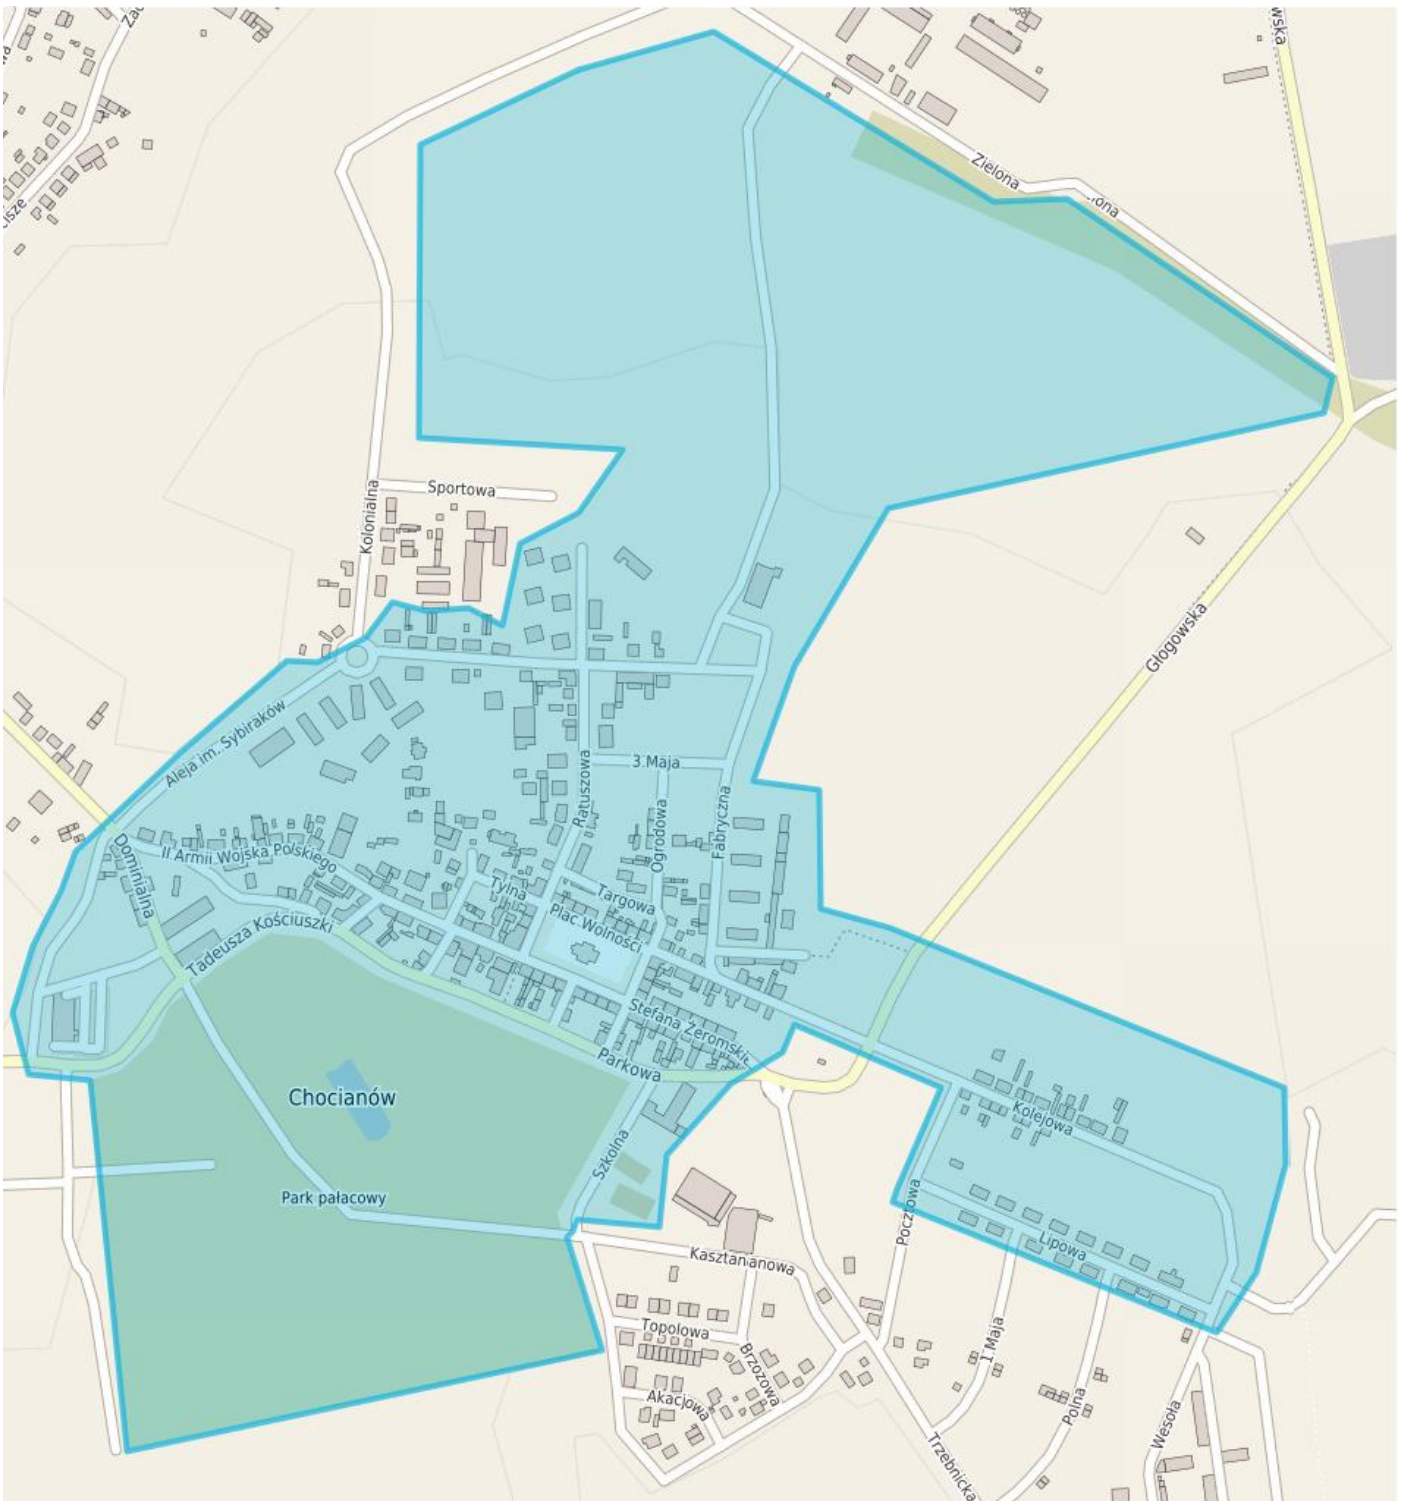 Zielona
Sportowa
Kolonialna
Głogowska
Aleja im. Sybiraków
3 Maja
Ratuszowa
Ogrodowa
Fabryczna
Dominialna
II Armii Wojska Polskiego
Tylna
Targowa
Plac Wolności
Tadeusza Kościuszki
Stefana Żeromskie
Parkowa
Chocianów
Kolejowa
Szkolna
Park pałacowy
Pocztowa
Lipowa
Kasztananowa
Topolowa
Brzozowa
1 Maja
Akacjowa
Polna
Wesoła
Trzebnicka